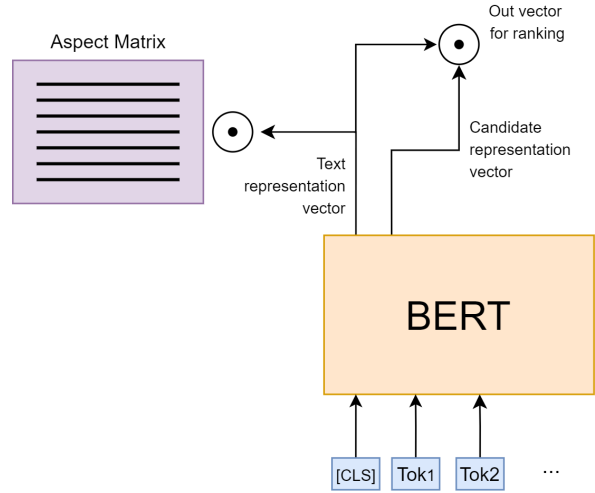 Aspect Matrix
Out vector
for ranking
Candidate
representation
vector
Text
representation
vector
BERT
[CLS]
Tok1
Tok2
...